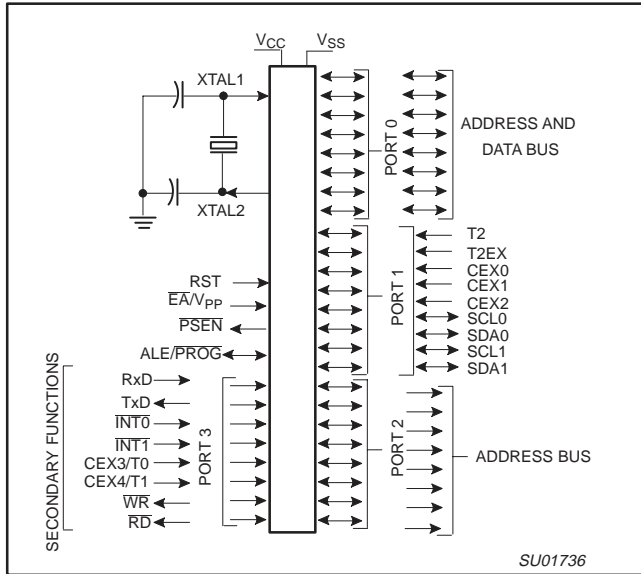 VCC VSS
XTAL1
XTAL2
PORT 0
ADDRESS AND
DATA BUS
RST
EA/VPP
PSEN
ALE/PROG
PORT 1
T2
T2EX
CEX0
CEX1
CEX2
SCL0
SDA0
SCL1
SDA1
SECONDARY FUNCTIONS
RxD
TxD
INT0
INT1
CEX3/T0
CEX4/T1
WR
RD
PORT 3
PORT 2
ADDRESS BUS
SU01736